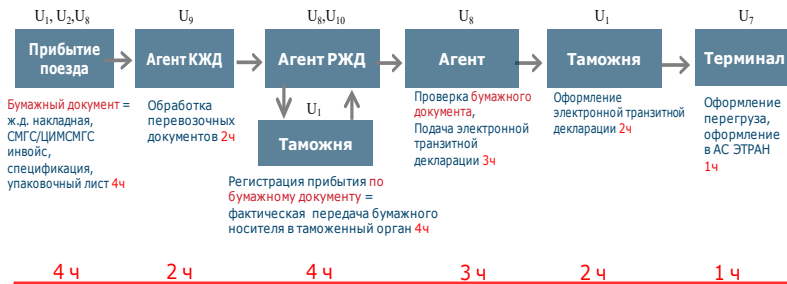 U1, U2,U8
U9
U8,U10
U8
U1
U7
Прибытие
поезда
Агент КЖД
Агент РЖД
Агент
Таможня
Терминал
Бумажный документ =
ж.д. накладная,
СМГС/ЦИМСМГС
инвойс,
спецификация,
упаковочный лист 4ч
Обработка
перевозочных
документов 2ч
U1
Таможня
Регистрация прибытия по
бумажному документу =
фактическая передача бумажного
носителя в таможенный орган 4ч
Проверка бумажного
документа,
Подача электронной
транзитной
декларации 3ч
Оформление
электронной транзитной
декларации 2ч
Оформление
перегруза,
оформление
в АС ЭТРАН
1ч
4 ч
2 ч
4 ч
3 ч
2 ч
1 ч